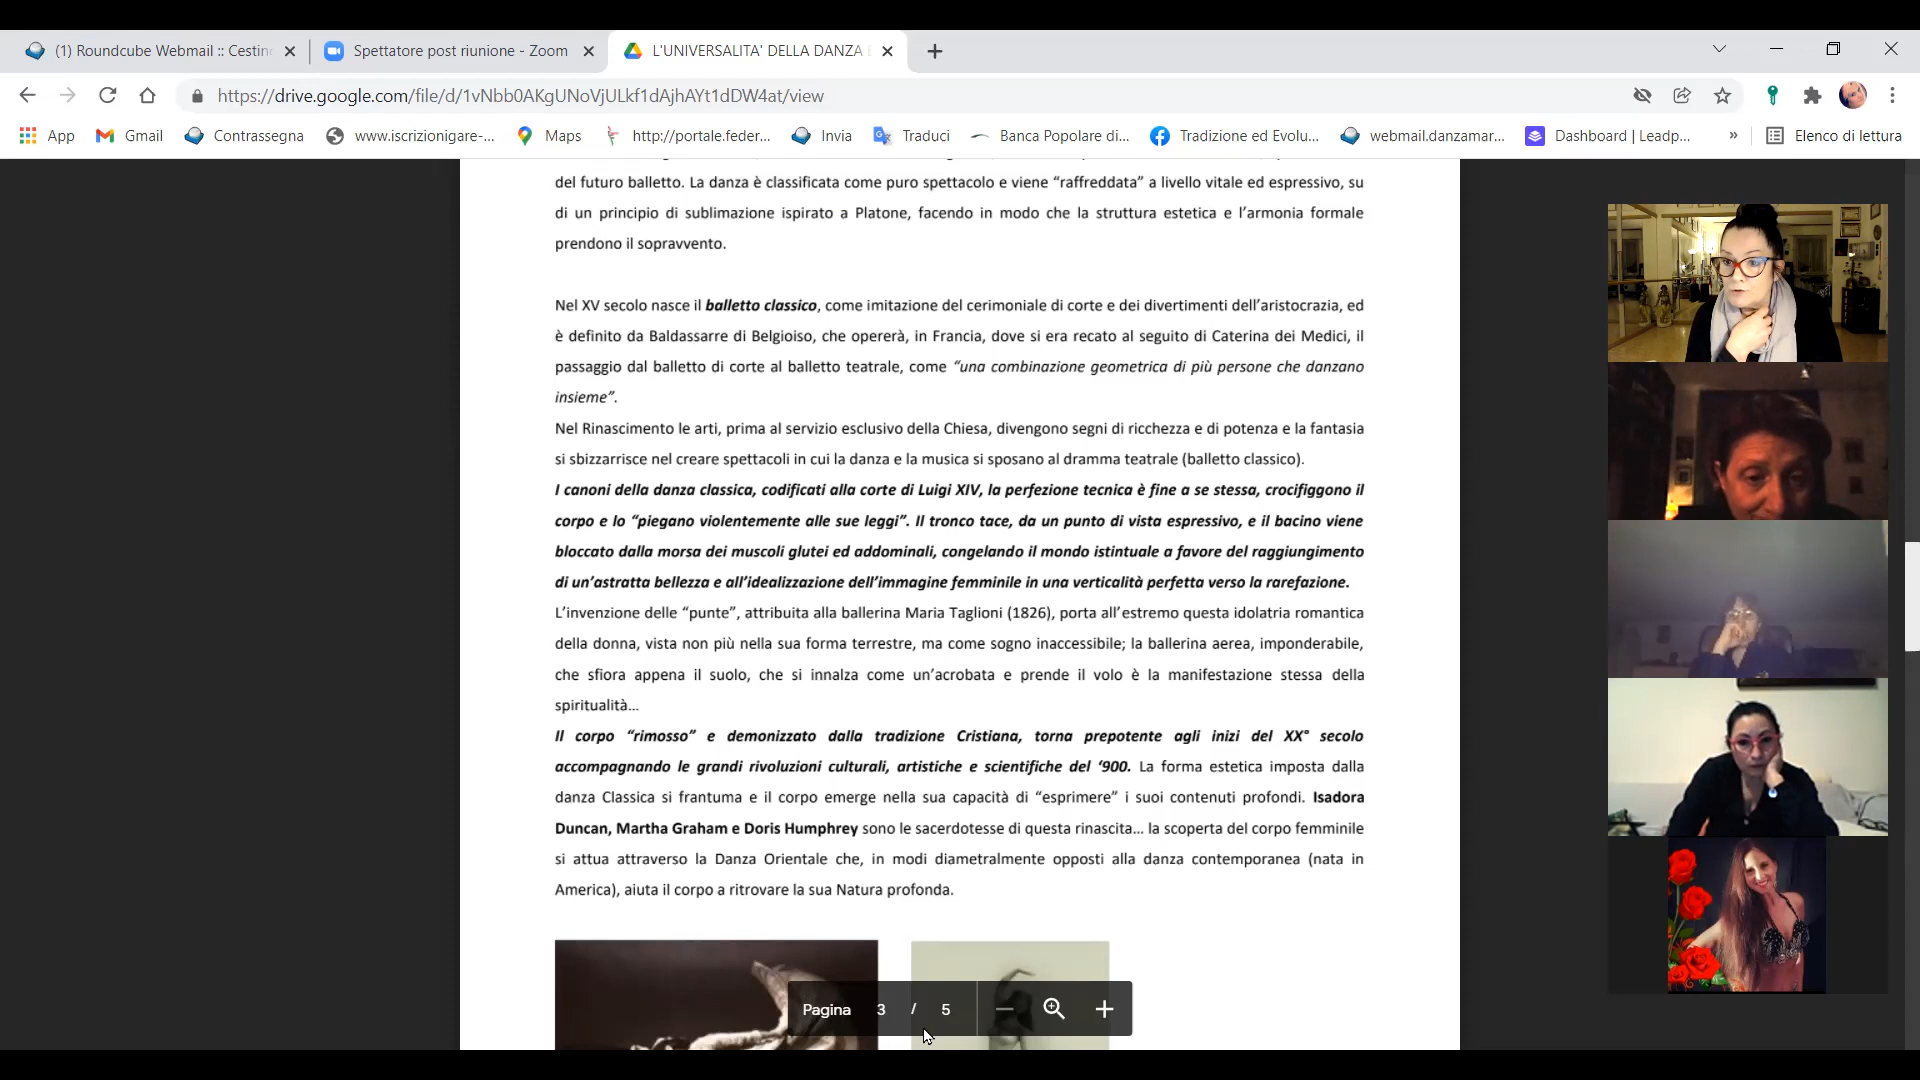 (1) Roundcube Webmail :: Cestin
Spettatore post riunione - Zoom
L'UNIVERSALITA' DELLA DANZA
https://drive.google.com/file/d/1vNbb0AKgUNoVjULkf1dAjhAYt1dDW4at/view
App
Gmail
Contrassegna
www.iscrizionigare-...
Maps
http://portale.feder...
Invia
Traduci
Banca Popolare di...
Tradizione ed Evolu...
webmail.danzamar...
Dashboard | Leadp...
»
Elenco di lettura
del futuro balletto. La danza è classificata come puro spettacolo e viene “raffreddata” a livello vitale ed espressivo, su
di un principio di sublimazione ispirato a Platone, facendo in modo che la struttura estetica e l’armonia formale
prendono il sopravvento.
Nel XV secolo nasce il balletto classico, come imitazione del cerimoniale di corte e dei divertimenti dell’aristocrazia, ed
è definito da Baldassarre di Belgioiso, che opererà, in Francia, dove si era recato al seguito di Caterina dei Medici, il
passaggio dal balletto di corte al balletto teatrale, come “una combinazione geometrica di più persone che danzano
insieme”.
Nel Rinascimento le arti, prima al servizio esclusivo della Chiesa, divengono segni di ricchezza e di potenza e la fantasia
si sbizzarrisce nel creare spettacoli in cui la danza e la musica si sposano al dramma teatrale (balletto classico).
I canoni della danza classica, codificati alla corte di Luigi XIV, la perfezione tecnica è fine a se stessa, crocifiggono il
corpo e lo “piegano violentemente alle sue leggi”. Il tronco tace, da un punto di vista espressivo, e il bacino viene
bloccato dalla morsa dei muscoli glutei ed addominali, congelando il mondo istintuale a favore del raggiungimento
di un’astratta bellezza e all’idealizzazione dell’immagine femminile in una verticalità perfetta verso la rarefazione.
L’invenzione delle “punte”, attribuita alla ballerina Maria Taglioni (1826), porta all’estremo questa idolatria romantica
della donna, vista non più nella sua forma terrestre, ma come sogno inaccessibile; la ballerina aerea, imponderabile,
che sfiora appena il suolo, che si innalza come un’acrobata e prende il volo è la manifestazione stessa della
spiritualità…
Il corpo “rimosso” e demonizzato dalla tradizione Cristiana, torna prepotente agli inizi del XX° secolo
accompagnando le grandi rivoluzioni culturali, artistiche e scientifiche del ‘900. La forma estetica imposta dalla
danza Classica si frantuma e il corpo emerge nella sua capacità di “esprimere” i suoi contenuti profondi. Isadora
Duncan, Martha Graham e Doris Humphrey sono le sacerdotesse di questa rinascita… la scoperta del corpo femminile
si attua attraverso la Danza Orientale che, in modi diametralmente opposti alla danza contemporanea (nata in
America), aiuta il corpo a ritrovare la sua Natura profonda.
Pagina 3 / 5